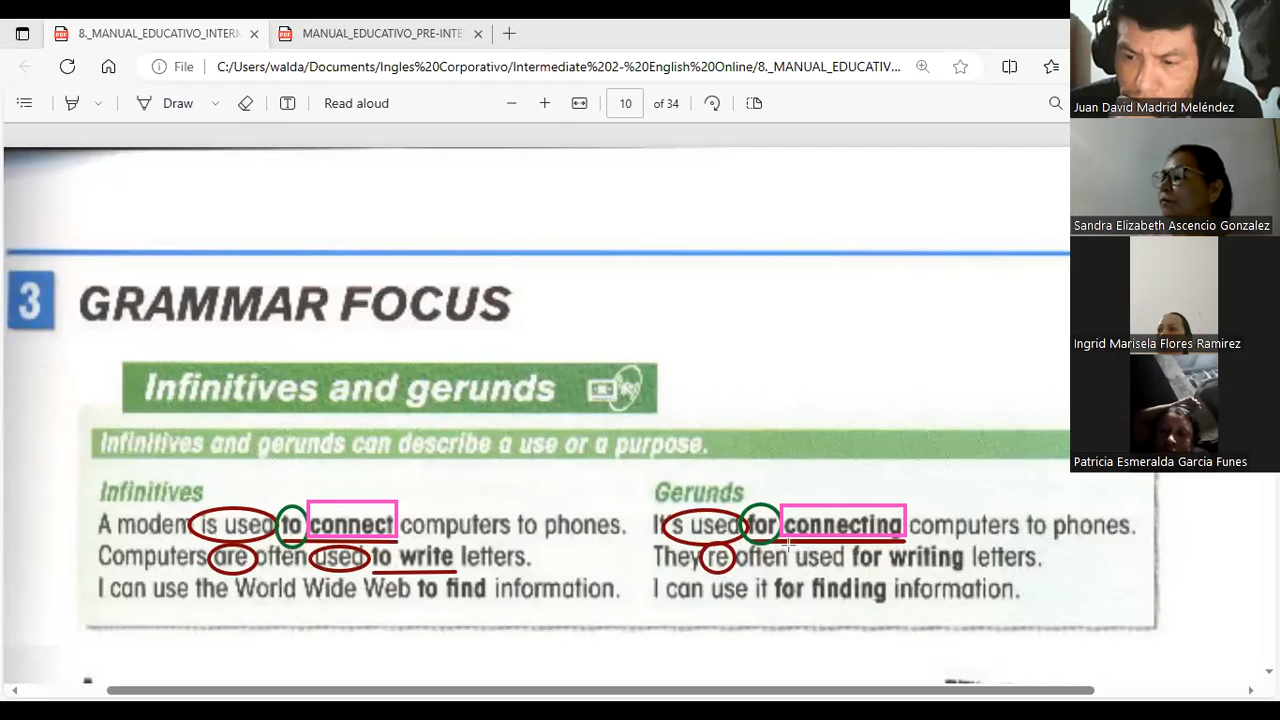 8._MANUAL_EDUCATIVO_INTERN
MANUAL_EDUCATIVO_PRE-INTE
File
C:/Users/walda/Documents/Ingles%20Corporativo/Intermediate%202-%20English%20Online/8._MANUAL_EDUCATIV...
Draw
Read aloud
10
of 34
Juan David Madrid Meléndez
Sandra Elizabeth Ascencio Gonzalez
Ingrid Marisela Flores Ramirez
Patricia Esmeralda Garcia Funes
3 GRAMMAR FOCUS
Infinitives and gerunds
Infinitives and gerunds can describe a use or a purpose.
Infinitives
A modem is used to connect computers to phones.
Computers are often used to write letters.
I can use the World Wide Web to find information.
Gerunds
It's used for connecting computers to phones.
They're often used for writing letters.
I can use it for finding information.